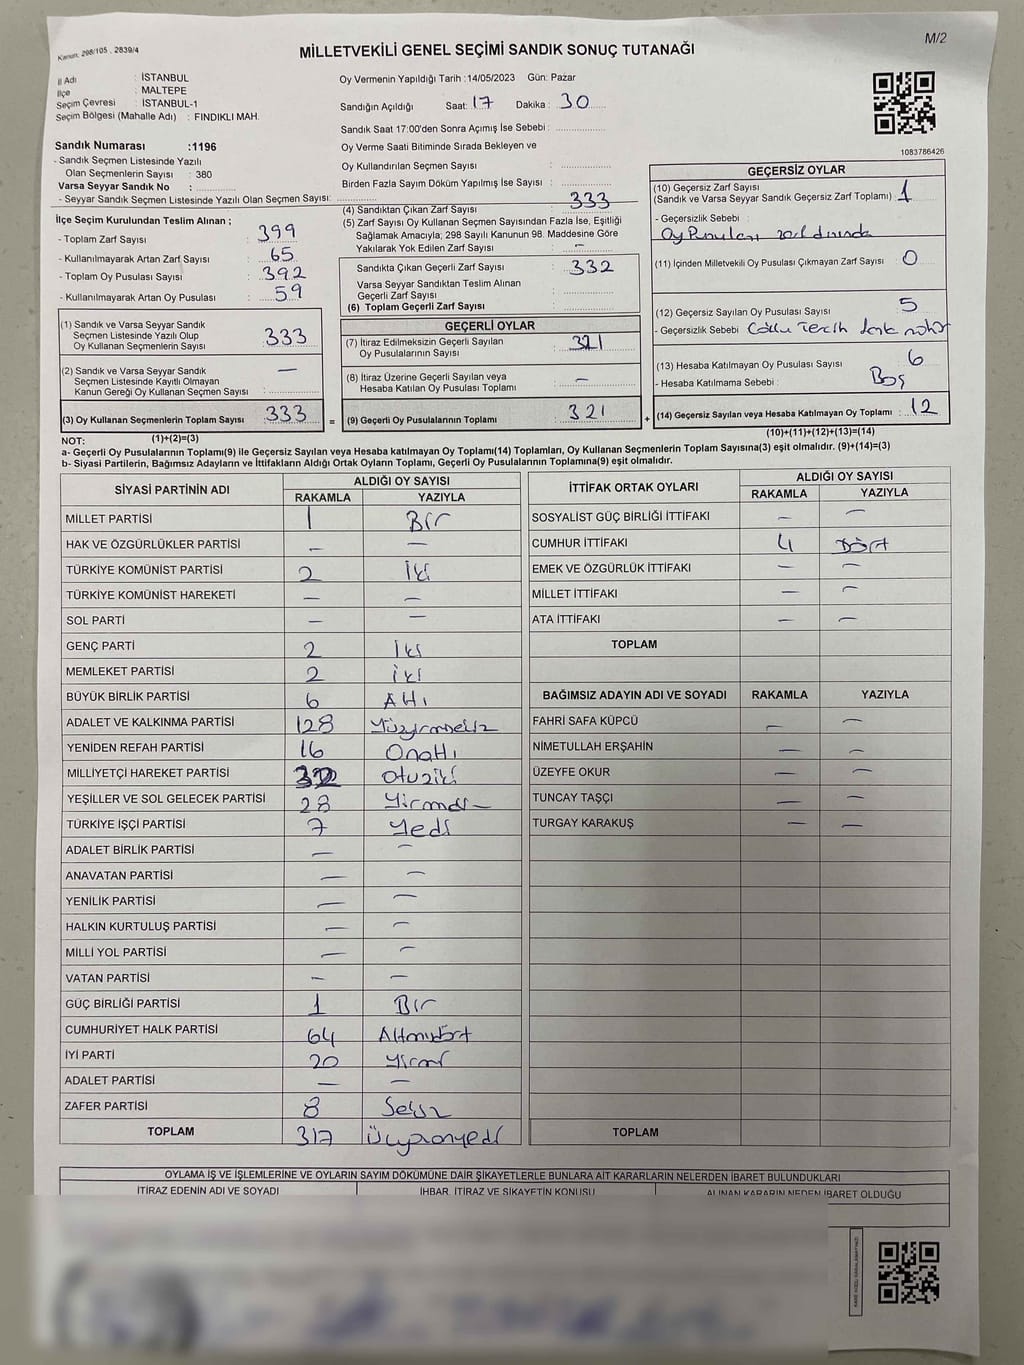 Kanun: 298/105 , 2839/4
MİLLETVEKİLİ GENEL SEÇİMİ SANDIK SONUÇ TUTANAĞI
M/2
İl Adı : İSTANBUL
İlçe : MALTEPE
Seçim Çevresi : İSTANBUL-1
Seçim Bölgesi (Mahalle Adı) : FINDIKLI MAH.
Sandık Numarası :1196
- Sandık Seçmen Listesinde Yazılı
Olan Seçmenlerin Sayısı : 380
Varsa Seyyar Sandık No :
- Seyyar Sandık Seçmen Listesinde Yazılı Olan Seçmen Sayısı:
Oy Vermenin Yapıldığı Tarih :14/05/2023 Gün: Pazar
Sandığın Açıldığı Saat: 17 Dakika : 30
Sandık Saat 17:00'den Sonra Açımış İse Sebebi :
Oy Verme Saati Bitiminde Sırada Bekleyen ve
Oy Kullandırılan Seçmen Sayısı :
Birden Fazla Sayım Döküm Yapılmış İse Sayısı :
1083786426
İlçe Seçim Kurulundan Teslim Alınan ;
- Toplam Zarf Sayısı : 399
- Kullanılmayarak Artan Zarf Sayısı : 65
- Toplam Oy Pusulası Sayısı : 392
- Kullanılmayarak Artan Oy Pusulası : 59
(1) Sandık ve Varsa Seyyar Sandık
Seçmen Listesinde Yazılı Olup
Oy Kullanan Seçmenlerin Sayısı : 333
(2) Sandık ve Varsa Seyyar Sandık
Seçmen Listesinde Kayıtlı Olmayan
Kanun Gereği Oy Kullanan Seçmen Sayısı : —
(3) Oy Kullanan Seçmenlerin Toplam Sayısı : 333
(1)+(2)=(3)
(4) Sandıktan Çıkan Zarf Sayısı : 333
(5) Zarf Sayısı Oy Kullanan Seçmen Sayısından Fazla İse, Eşitliği
Sağlamak Amacıyla, 298 Sayılı Kanunun 98. Maddesine Göre
Yakılarak Yok Edilen Zarf Sayısı : —
Sandıkta Çıkan Geçerli Zarf Sayısı : 332
Varsa Seyyar Sandıktan Teslim Alınan
Geçerli Zarf Sayısı :
(6) Toplam Geçerli Zarf Sayısı :
GEÇERLİ OYLAR
(7) İtiraz Edilmeksizin Geçerli Sayılan
Oy Pusulalarının Sayısı : 321
(8) İtiraz Üzerine Geçerli Sayılan veya
Hesaba Katılan Oy Pusulası Toplamı : —
= (9) Geçerli Oy Pusulalarının Toplamı : 321 +
GEÇERSİZ OYLAR
(10) Geçersiz Zarf Sayısı
(Sandık ve Varsa Seyyar Sandık Geçersiz Zarf Toplamı) : 1
- Geçersizlik Sebebi :
Oy Pusulası zarf dışında
(11) İçinden Milletvekili Oy Pusulası Çıkmayan Zarf Sayısı : 0
(12) Geçersiz Sayılan Oy Pusulası Sayısı : 5
- Geçersizlik Sebebi Çoklu Tercih
(13) Hesaba Katılmayan Oy Pusulası Sayısı : 6
- Hesaba Katılmama Sebebi : Boş
(14) Geçersiz Sayılan veya Hesaba Katılmayan Oy Toplamı : 12
(10)+(11)+(12)+(13)=(14)
NOT:
a- Geçerli Oy Pusulalarının Toplamı(9) ile Geçersiz Sayılan veya Hesaba katılmayan Oy Toplamı(14) Toplamları, Oy Kullanan Seçmenlerin Toplam Sayısına(3) eşit olmalıdır. (9)+(14)=(3)
b- Siyasi Partilerin, Bağımsız Adayların ve İttifakların Aldığı Ortak Oyların Toplamı, Geçerli Oy Pusulalarının Toplamına(9) eşit olmalıdır.
SİYASİ PARTİNİN ADI ALDIĞI OY SAYISI
RAKAMLA YAZIYLA
MİLLET PARTİSİ 1 Bir
HAK VE ÖZGÜRLÜKLER PARTİSİ — —
TÜRKİYE KOMÜNİST PARTİSİ 2 İki
TÜRKİYE KOMÜNİST HAREKETİ — —
SOL PARTİ — —
GENÇ PARTİ 2 İki
MEMLEKET PARTİSİ 2 İki
BÜYÜK BİRLİK PARTİSİ 6 Altı
ADALET VE KALKINMA PARTİSİ 128 Yüzyirmisekiz
YENİDEN REFAH PARTİSİ 16 Onaltı
MİLLİYETÇİ HAREKET PARTİSİ 32 Otuziki
YEŞİLLER VE SOL GELECEK PARTİSİ 28
TÜRKİYE İŞÇİ PARTİSİ 7 Yedi
ADALET BİRLİK PARTİSİ — —
ANAVATAN PARTİSİ — —
YENİLİK PARTİSİ — —
HALKIN KURTULUŞ PARTİSİ — —
MİLLİ YOL PARTİSİ — —
VATAN PARTİSİ — —
GÜÇ BİRLİĞİ PARTİSİ 1 Bir
CUMHURİYET HALK PARTİSİ 64 Altmışdört
İYİ PARTİ 20 Yirmi
ADALET PARTİSİ — —
ZAFER PARTİSİ 8 Sekiz
TOPLAM 317 Üçyüzonyedi
İTTİFAK ORTAK OYLARI ALDIĞI OY SAYISI
RAKAMLA YAZIYLA
SOSYALİST GÜÇ BİRLİĞİ İTTİFAKI — —
CUMHUR İTTİFAKI 4 Dört
EMEK VE ÖZGÜRLÜK İTTİFAKI — —
MİLLET İTTİFAKI — —
ATA İTTİFAKI — —
TOPLAM
BAĞIMSIZ ADAYIN ADI VE SOYADI RAKAMLA YAZIYLA
FAHRİ SAFA KÜPCÜ — —
NİMETULLAH ERŞAHİN — —
ÜZEYFE OKUR — —
TUNCAY TAŞÇI — —
TURGAY KARAKUŞ — —
TOPLAM
OYLAMA İŞ VE İŞLEMLERİNE VE OYLARIN SAYIM DÖKÜMÜNE DAİR ŞİKAYETLERLE BUNLARA AİT KARARLARIN NELERDEN İBARET BULUNDUKLARI
İTİRAZ EDENİN ADI VE SOYADI İHBAR, İTİRAZ VE ŞİKAYETİN KONUSU ALINAN KARARIN NEDEN İBARET OLDUĞU